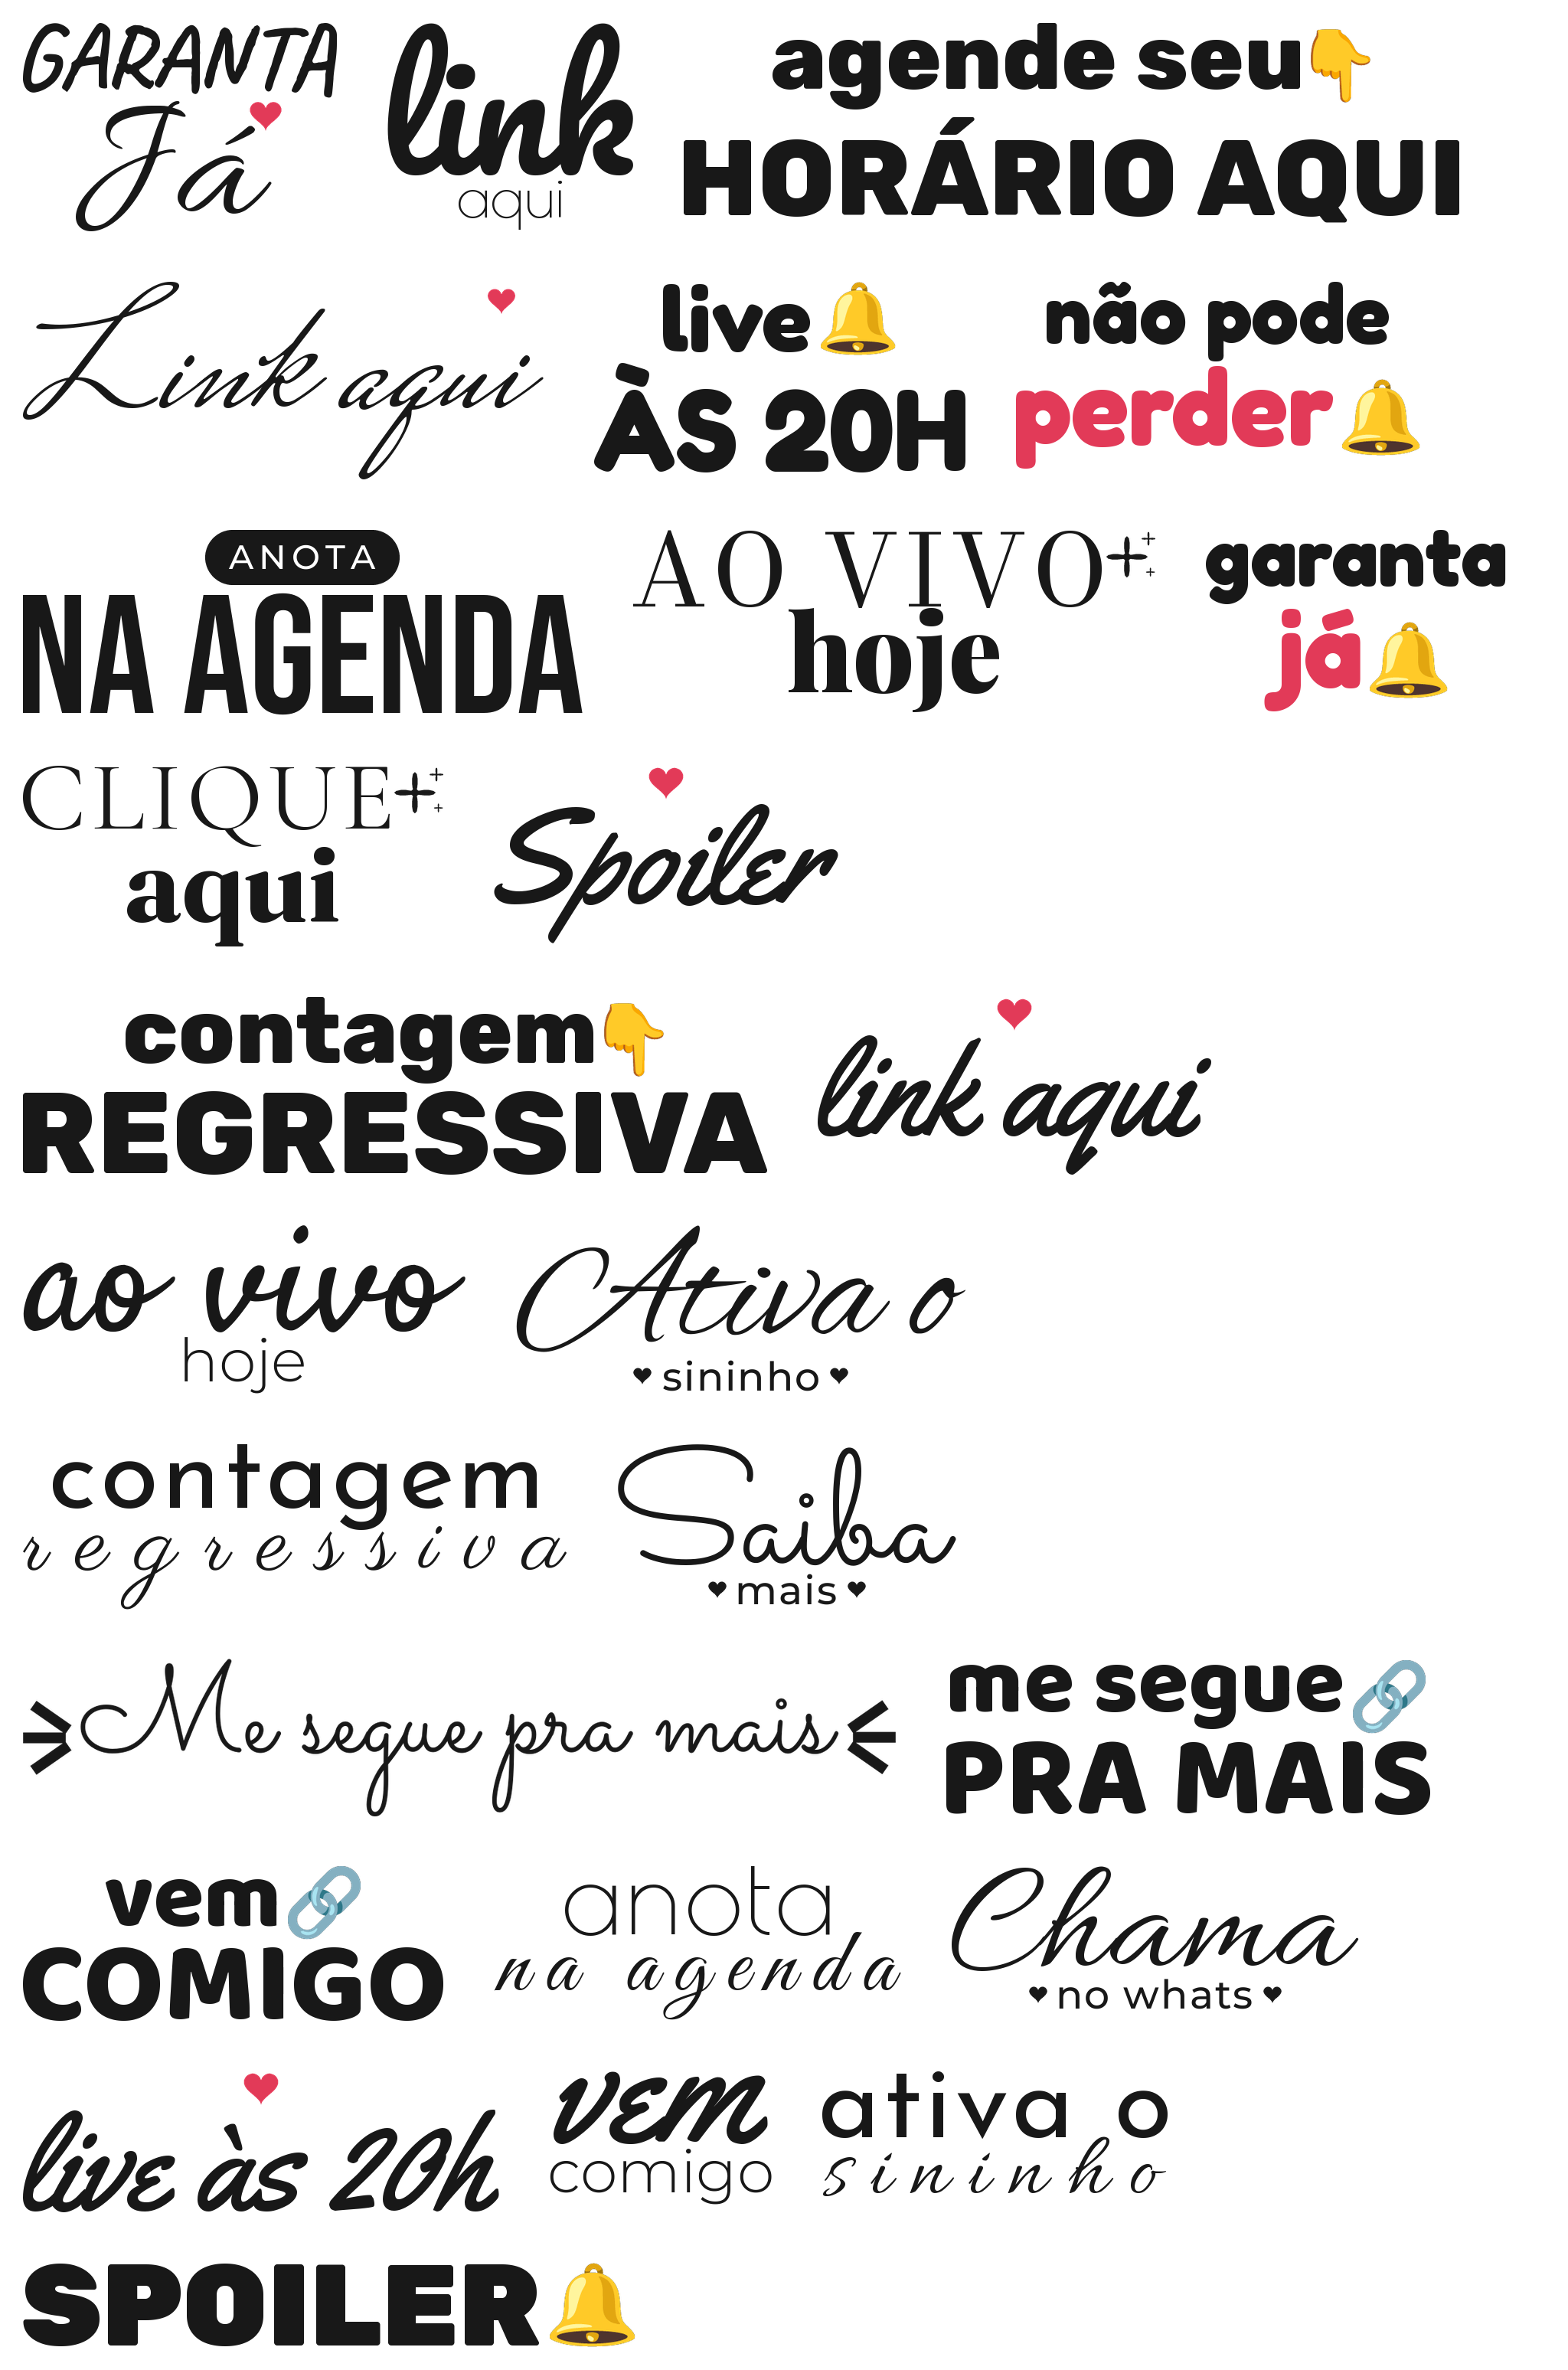 GARANTA
Já
link
aqui
agende seu👇
HORÁRIO AQUI
Link aqui
live🔔
ÀS 20H
não pode
perder🔔
ANOTA
NA AGENDA
AO VIVO
hoje
garanta
já🔔
CLIQUE
aqui
Spoiler
contagem👇
REGRESSIVA
link aqui
ao vivo
hoje
Ativa o
sininho
contagem
regressiva
Saiba
mais
Me segue pra mais
me segue🔗
PRA MAIS
vem🔗
COMIGO
anota
na agenda
Chama
no whats
live às 20h
vem
comigo
ativa o
sininho
SPOILER🔔